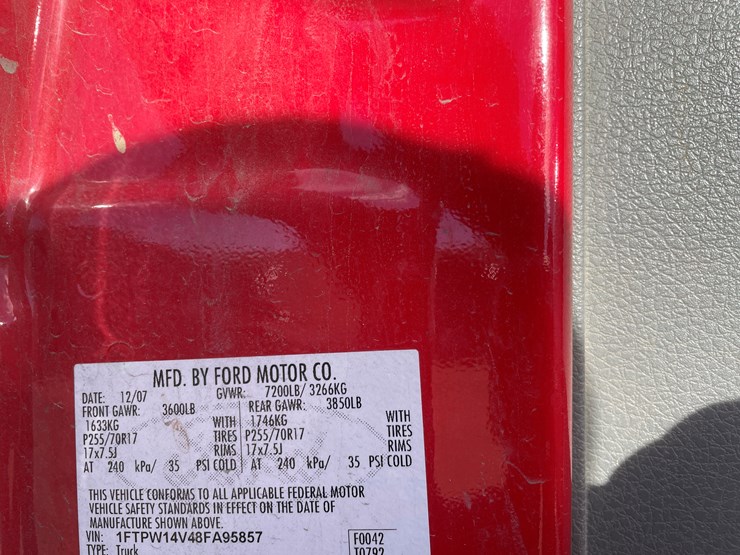 MFD. BY FORD MOTOR CO.
DATE: 12/07 GVWR: 7200LB/ 3266KG
FRONT GAWR: 3600LB REAR GAWR: 3850LB
1633KG WITH 1746KG WITH
P255/70R17 TIRES P255/70R17 TIRES
17x7.5J RIMS 17x7.5J RIMS
AT 240 kPa/ 35 PSI COLD AT 240 kPa/ 35 PSI COLD
THIS VEHICLE CONFORMS TO ALL APPLICABLE FEDERAL MOTOR
VEHICLE SAFETY STANDARDS IN EFFECT ON THE DATE OF
MANUFACTURE SHOWN ABOVE.
VIN: 1FTPW14V48FA95857 F0042
TYPE: Truck T0792